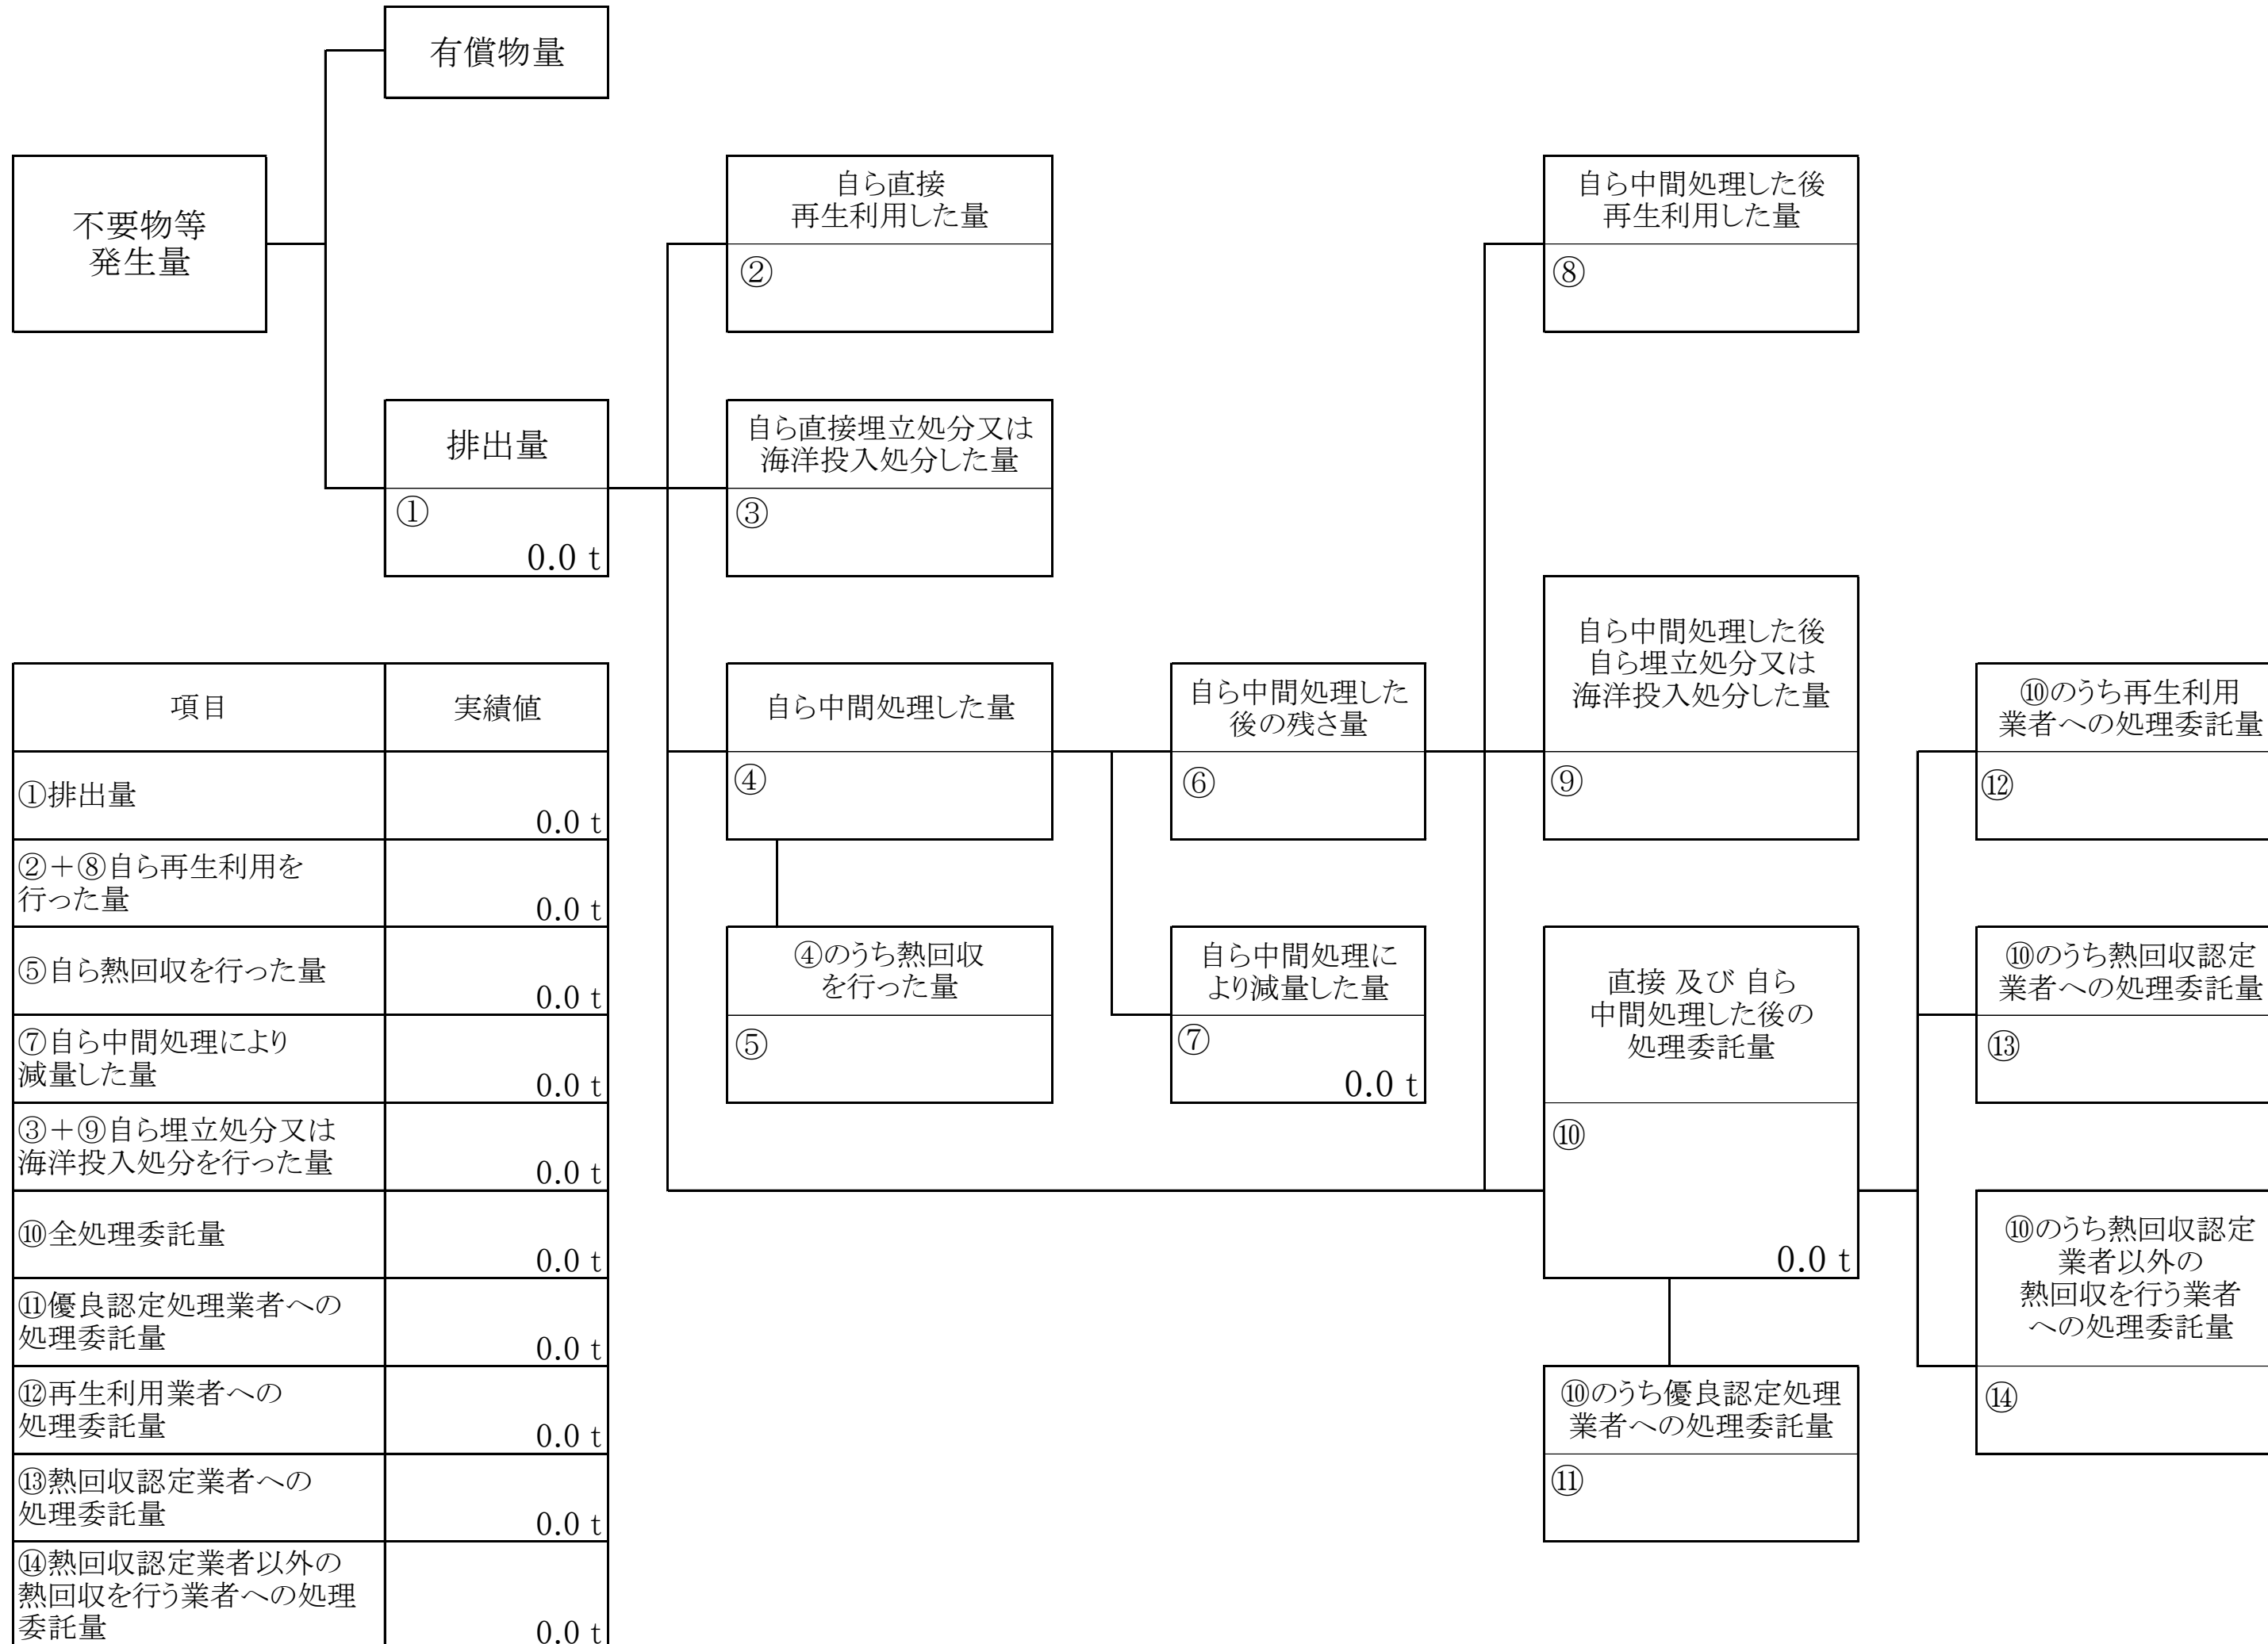 有償物量
不要物等
発生量
排出量
①
0.0 t
自ら直接
再生利用した量
②
自ら直接埋立処分又は
海洋投入処分した量
③
自ら中間処理した量
④
④のうち熱回収
を行った量
⑤
自ら中間処理した
後の残さ量
⑥
自ら中間処理に
より減量した量
⑦
0.0 t
自ら中間処理した後
再生利用した量
⑧
自ら中間処理した後
自ら埋立処分又は
海洋投入処分した量
⑨
直接 及び 自ら
中間処理した後の
処理委託量
⑩
0.0 t
⑩のうち優良認定処理
業者への処理委託量
⑪
⑩のうち再生利用
業者への処理委託量
⑫
⑩のうち熱回収認定
業者への処理委託量
⑬
⑩のうち熱回収認定
業者以外の
熱回収を行う業者
への処理委託量
⑭
項目 実績値
①排出量
0.0 t
②＋⑧自ら再生利用を
行った量
0.0 t
⑤自ら熱回収を行った量
0.0 t
⑦自ら中間処理により
減量した量
0.0 t
③＋⑨自ら埋立処分又は
海洋投入処分を行った量
0.0 t
⑩全処理委託量
0.0 t
⑪優良認定処理業者への
処理委託量
0.0 t
⑫再生利用業者への
処理委託量
0.0 t
⑬熱回収認定業者への
処理委託量
0.0 t
⑭熱回収認定業者以外の
熱回収を行う業者への処理
委託量
0.0 t